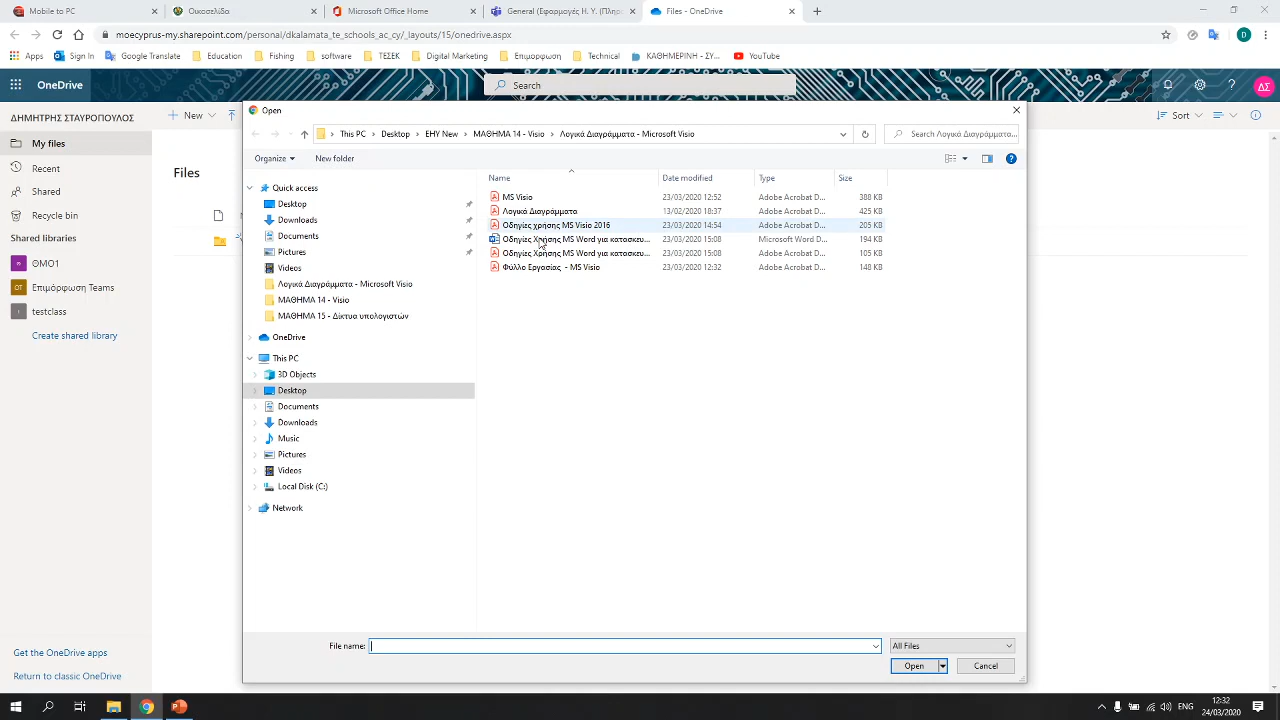 Mobile to PC
Οικοσελίδα
Microsoft Office Home
General (Εφαρμογές Η. Υ. (Πληρ
Files - OneDrive
moecyprus-my.sharepoint.com/personal/dkalamata_te_schools_ac_cy/_layouts/15/onedrive.aspx
D
Apps
Sign In
Google Translate
Education
Fishing
software
ΤΕΣΕΚ
Digital Marketing
Επιμόρφωση
Technical
ΚΑΘΗΜΕΡΙΝΗ - ΣΥ...
YouTube
OneDrive
Search
ΔΣ
ΔΗΜΗΤΡΗΣ ΣΤΑΥΡΟΠΟΥΛΟΣ
New
Sort
My files
Recent
Shared
Recycle bin
Shared libraries
ΘΜΟ1
ΕΤ
Επιμόρφωση Teams
testclass
Create shared library
Get the OneDrive apps
Return to classic OneDrive
Files
Open
This PC
Desktop
EHY New
ΜΑΘΗΜΑ 14 - Visio
Λογικά Διαγράμματα - Microsoft Visio
Search Λογικά Διαγράμματα...
Organize
New folder
Quick access
Desktop
Downloads
Documents
Pictures
Videos
Λογικά Διαγράμματα - Microsoft Visio
ΜΑΘΗΜΑ 14 - Visio
ΜΑΘΗΜΑ 15 - Δίκτυα υπολογιστών
OneDrive
This PC
3D Objects
Desktop
Documents
Downloads
Music
Pictures
Videos
Local Disk (C:)
Network
Name Date modified Type Size
MS Visio 23/03/2020 12:52 Adobe Acrobat D... 388 KB
Λογικά Διαγράμματα 13/02/2020 18:37 Adobe Acrobat D... 425 KB
Οδηγίες χρήσης MS Visio 2016 23/03/2020 14:54 Adobe Acrobat D... 205 KB
Οδηγίες Χρήσης MS Word για κατασκευ... 23/03/2020 15:08 Microsoft Word D... 194 KB
Οδηγίες Χρήσης MS Word για κατασκευ... 23/03/2020 15:08 Adobe Acrobat D... 105 KB
Φύλλο Εργασίας - MS Visio 23/03/2020 12:32 Adobe Acrobat D... 148 KB
File name:
All Files
Open
Cancel
ENG
12:32
24/03/2020